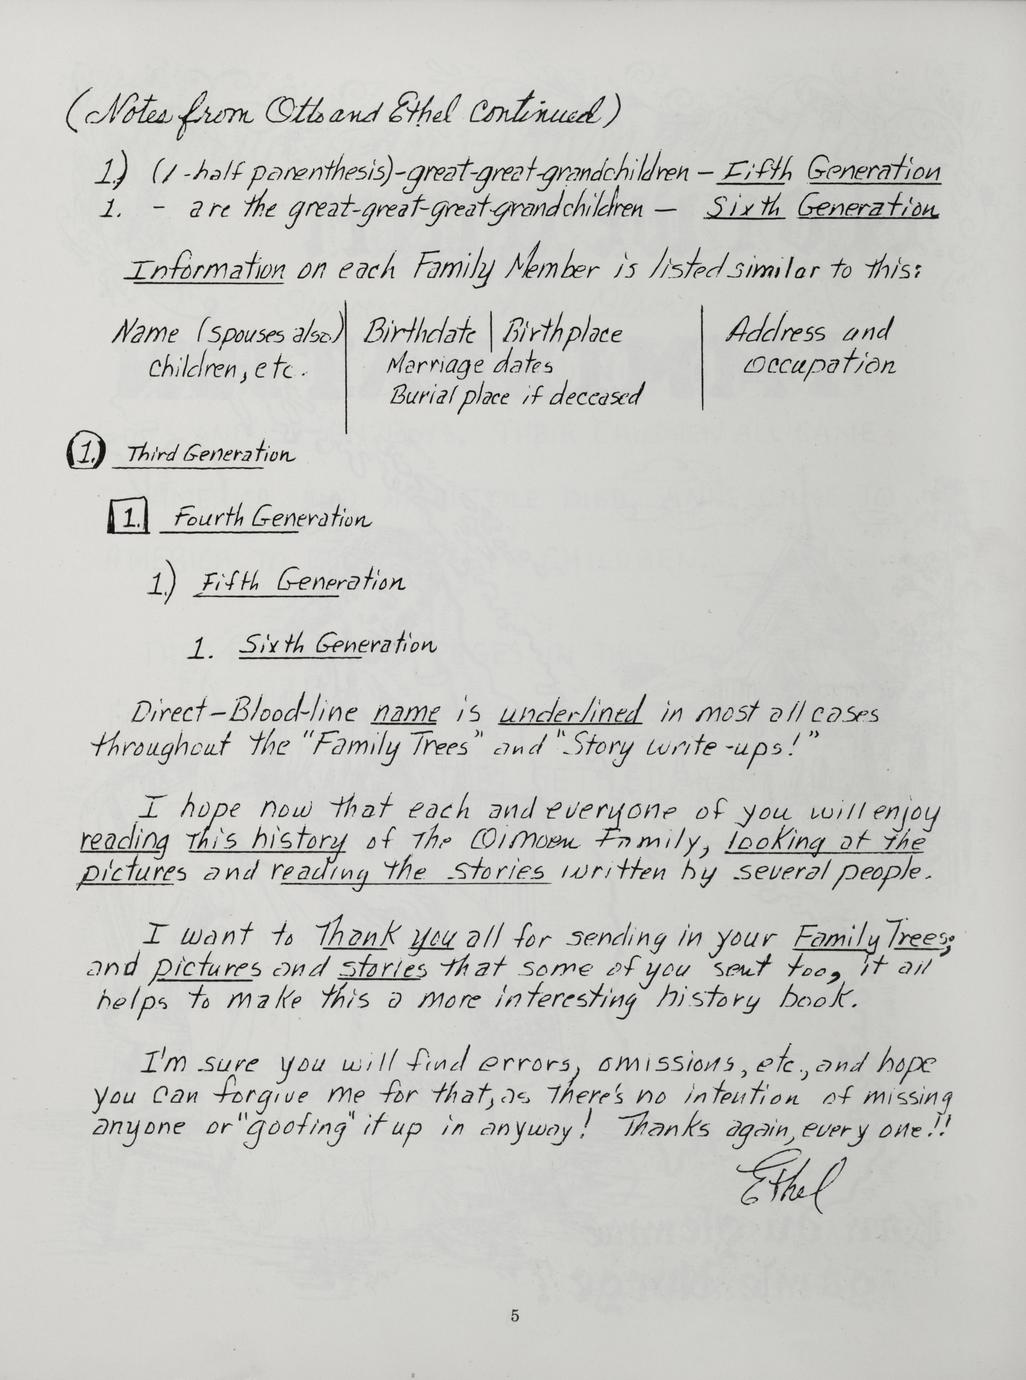 (Notes from Otto and Ethel Continued)
1.) (1-half parenthesis)-great-great-grandchildren - Fifth Generation
1. - are the great-great-great-grandchildren - Sixth Generation
Information on each Family Member is listed similar to this:
Name (spouses also) Birthdate | Birthplace Address and
children, etc. Marriage dates Occupation
Burial place if deceased
1. Third Generation
1. Fourth Generation
1.) Fifth Generation
1. Sixth Generation
Direct-Blood-line name is underlined in most all cases
throughout the "Family Trees" and "Story write-ups!"
I hope now that each and everyone of you will enjoy
reading this history of the Oimoen Family, looking at the
pictures and reading the stories written by several people.
I want to Thank you all for sending in your Family Trees,
and pictures and stories that some of you sent too, it all
helps to make this a more interesting history book.
I'm sure you will find errors, omissions, etc., and hope
you can forgive me for that, as there's no intention of missing
anyone or "goofing" it up in anyway! Thanks again, every one!!
Ethel
5